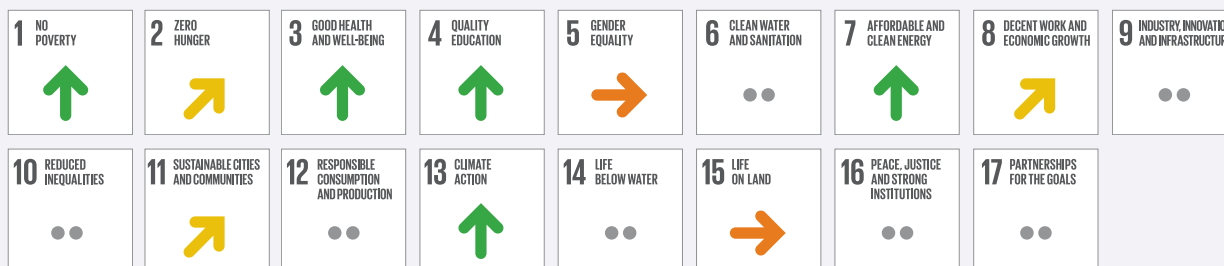 1 NO
POVERTY
2 ZERO
HUNGER
3 GOOD HEALTH
AND WELL-BEING
4 QUALITY
EDUCATION
5 GENDER
EQUALITY
6 CLEAN WATER
AND SANITATION
7 AFFORDABLE AND
CLEAN ENERGY
8 DECENT WORK AND
ECONOMIC GROWTH
9 INDUSTRY, INNOVATIO
AND INFRASTRUCTUR
10 REDUCED
INEQUALITIES
11 SUSTAINABLE CITIES
AND COMMUNITIES
12 RESPONSIBLE
CONSUMPTION
AND PRODUCTION
13 CLIMATE
ACTION
14 LIFE
BELOW WATER
15 LIFE
ON LAND
16 PEACE, JUSTICE
AND STRONG
INSTITUTIONS
17 PARTNERSHIPS
FOR THE GOALS